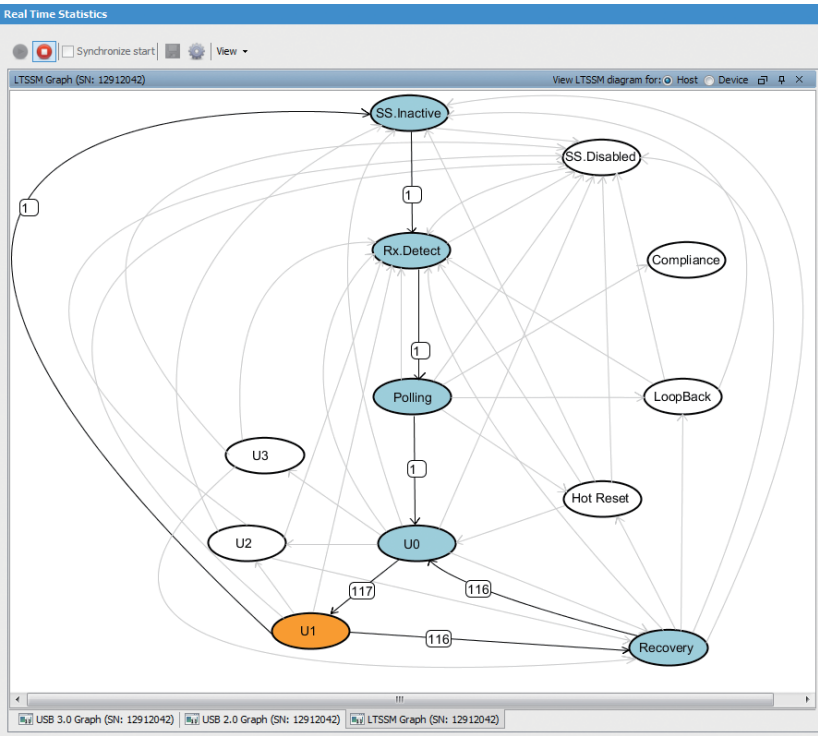 Real Time Statistics
Synchronize start
View
LTSSM Graph (SN: 12912042) View LTSSM diagram for: Host Device
SS.Inactive
SS.Disabled
1
1
Rx.Detect
Compliance
1
Polling
LoopBack
U3
1
Hot Reset
U2
U0
117
116
U1
116
Recovery
USB 3.0 Graph (SN: 12912042) USB 2.0 Graph (SN: 12912042) LTSSM Graph (SN: 12912042)